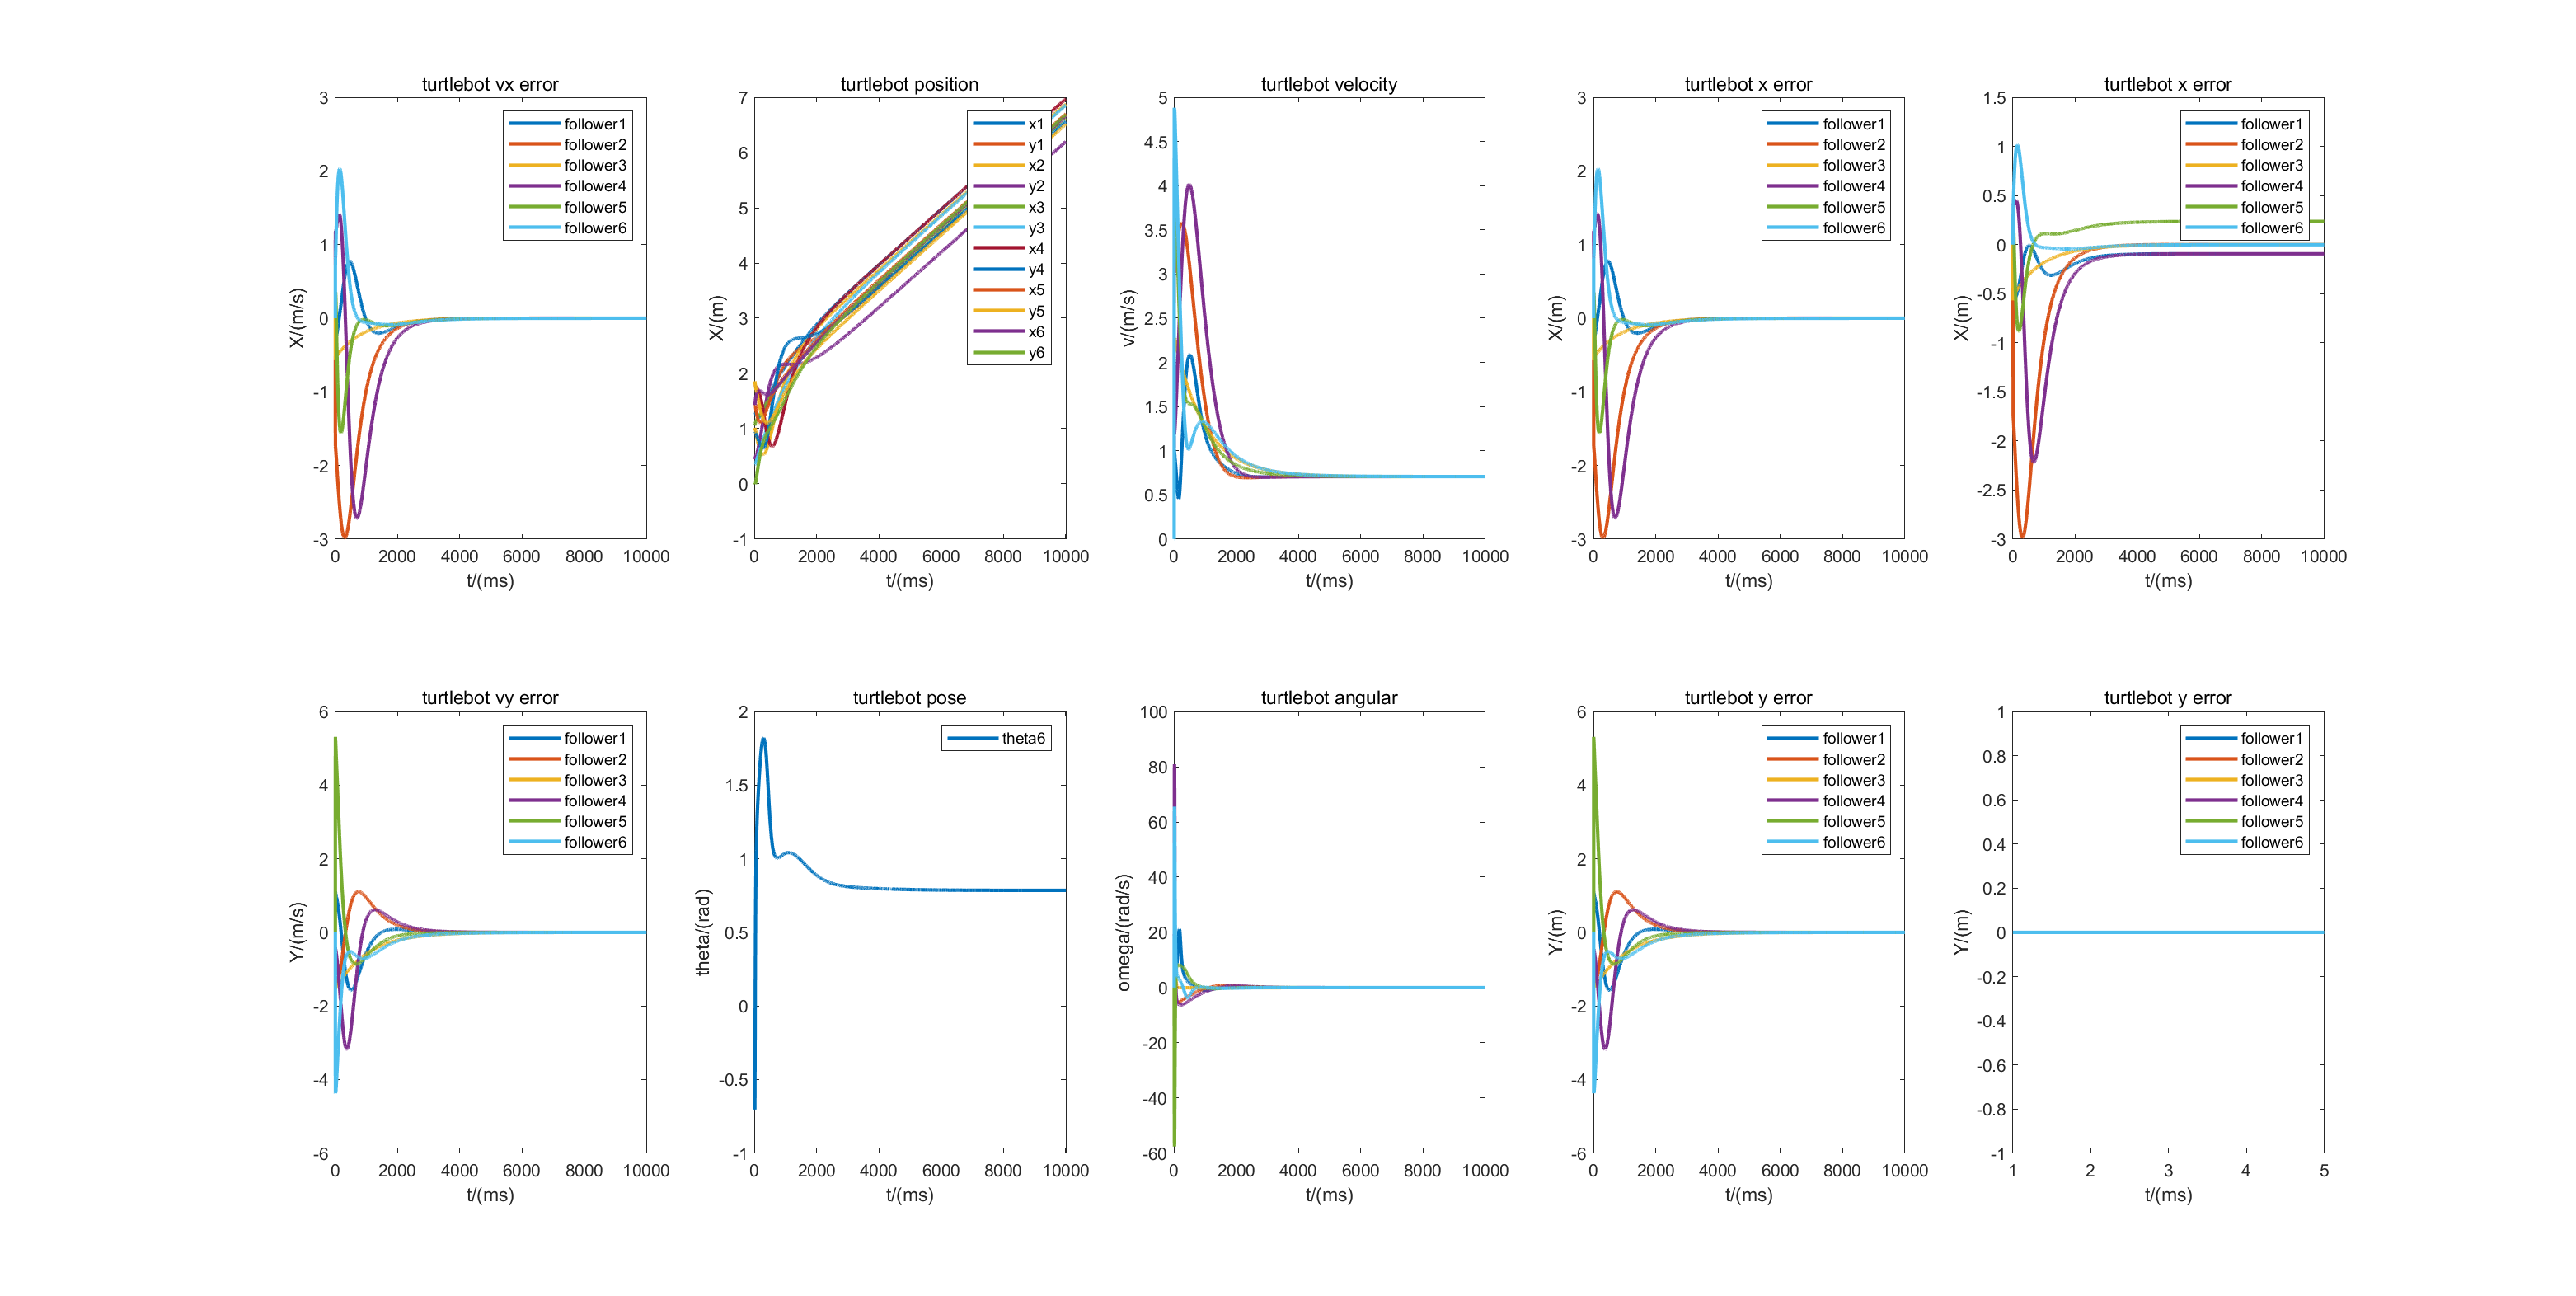 turtlebot vx error
3
2
1
0
-1
-2
-3
X/(m/s)
0 2000 4000 6000 8000 10000
t/(ms)
follower1
follower2
follower3
follower4
follower5
follower6
turtlebot position
7
6
5
4
3
2
1
0
-1
X/(m)
0 2000 4000 6000 8000 10000
t/(ms)
x1
y1
x2
y2
x3
y3
x4
y4
x5
y5
x6
y6
turtlebot velocity
5
4.5
4
3.5
3
2.5
2
1.5
1
0.5
0
v/(m/s)
0 2000 4000 6000 8000 10000
t/(ms)
turtlebot x error
3
2
1
0
-1
-2
-3
X/(m)
0 2000 4000 6000 8000 10000
t/(ms)
follower1
follower2
follower3
follower4
follower5
follower6
turtlebot x error
1.5
1
0.5
0
-0.5
-1
-1.5
-2
-2.5
-3
X/(m)
0 2000 4000 6000 8000 10000
t/(ms)
follower1
follower2
follower3
follower4
follower5
follower6
turtlebot vy error
6
4
2
0
-2
-4
-6
Y/(m/s)
0 2000 4000 6000 8000 10000
t/(ms)
follower1
follower2
follower3
follower4
follower5
follower6
turtlebot pose
2
1.5
1
0.5
0
-0.5
-1
theta/(rad)
0 2000 4000 6000 8000 10000
t/(ms)
theta6
turtlebot angular
100
80
60
40
20
0
-20
-40
-60
omega/(rad/s)
0 2000 4000 6000 8000 10000
t/(ms)
turtlebot y error
6
4
2
0
-2
-4
-6
Y/(m)
0 2000 4000 6000 8000 10000
t/(ms)
follower1
follower2
follower3
follower4
follower5
follower6
turtlebot y error
1
0.8
0.6
0.4
0.2
0
-0.2
-0.4
-0.6
-0.8
-1
Y/(m)
1 2 3 4 5
t/(ms)
follower1
follower2
follower3
follower4
follower5
follower6